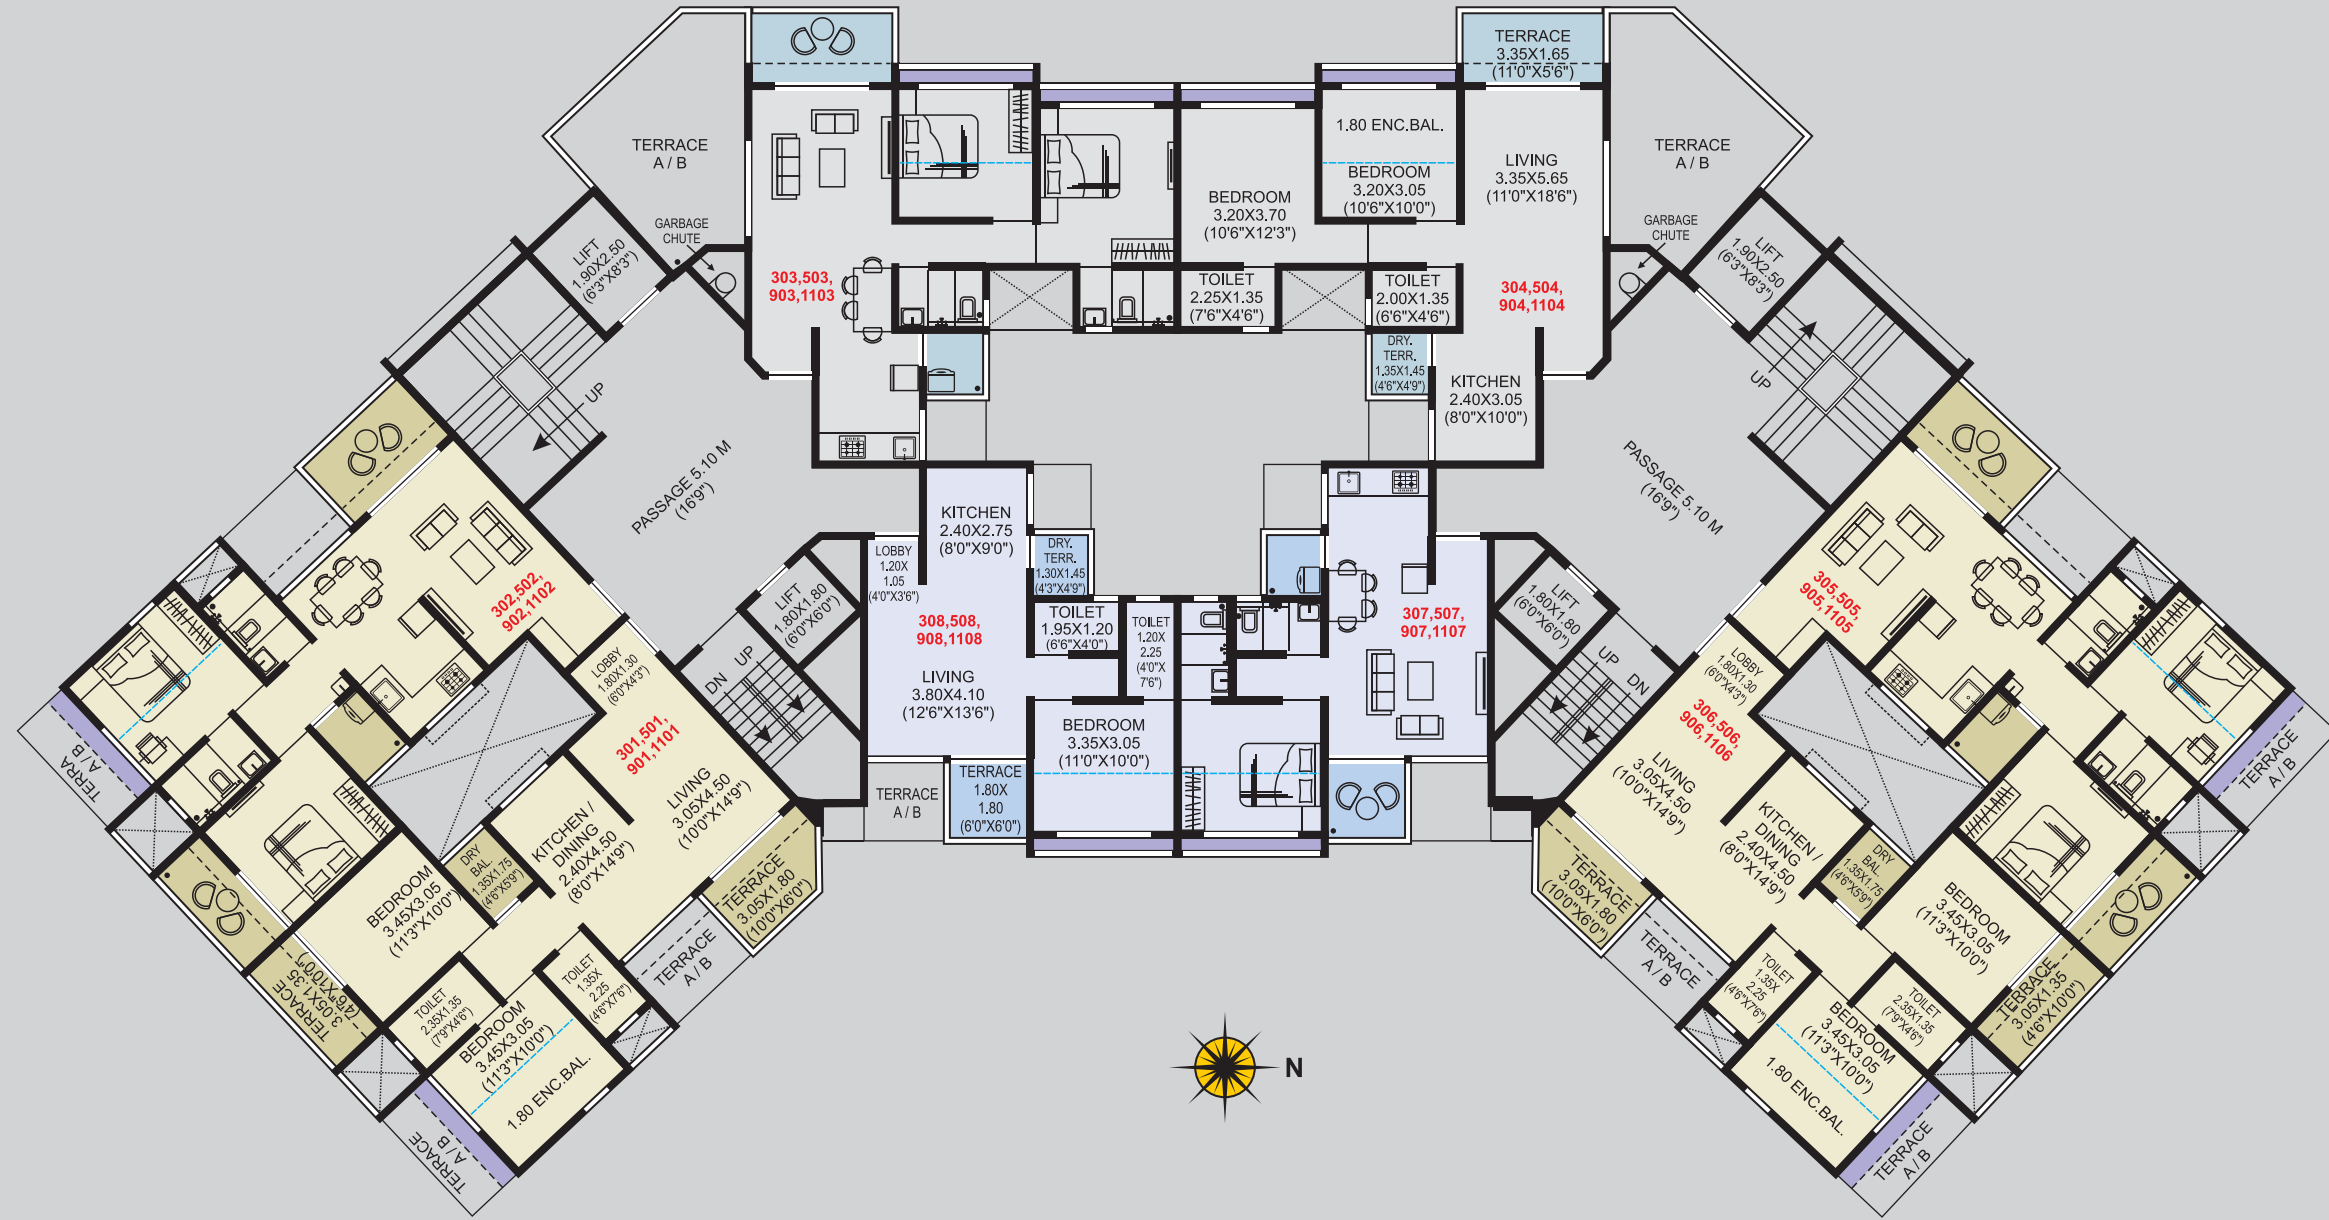 TERRACE
A / B
GARBAGE
CHUTE
LIFT
1.90X2.50
(6'3"X8'3")
UP
PASSAGE 5.10 M
(16'9")
303,503,
903,1103
BEDROOM
3.20X3.70
(10'6"X12'3")
1.80 ENC.BAL.
BEDROOM
3.20X3.05
(10'6"X10'0")
TERRACE
3.35X1.65
(11'0"X5'6")
LIVING
3.35X5.65
(11'0"X18'6")
TOILET
2.25X1.35
(7'6"X4'6")
TOILET
2.00X1.35
(6'6"X4'6")
304,504,
904,1104
DRY.
TERR.
1.35X1.45
(4'6"X4'9")
KITCHEN
2.40X3.05
(8'0"X10'0")
TERRACE
A / B
GARBAGE
CHUTE
LIFT
1.90X2.50
(6'3"X8'3")
UP
PASSAGE 5.10 M
(16'9")
302,502,
902,1102
TERRA
A / B
LOBBY
1.80X1.30
(6'0"X4'3")
301,501,
901,1101
LIVING
3.05X4.50
(10'0"X14'9")
KITCHEN /
DINING
2.40X4.50
(8'0"X14'9")
DRY
BAL.
1.35X1.75
(4'6"X5'9")
BEDROOM
3.45X3.05
(11'3"X10'0")
TERRACE
3.05X1.35
(4'6"X10'0")
TOILET
2.35X1.35
(7'9"X4'6")
BEDROOM
3.45X3.05
(11'3"X10'0")
1.80 ENC.BAL.
TOILET
1.35X
2.25
(4'6"X7'6")
TERRACE
A / B
TERRACE
A / B
TERRACE
3.05X1.80
(10'0"X6'0")
LIFT
1.80X1.80
(6'0"X6'0")
UP
DN
LOBBY
1.20X
1.05
(4'0"X3'6")
KITCHEN
2.40X2.75
(8'0"X9'0")
DRY.
TERR.
1.30X1.45
(4'3"X4'9")
308,508,
908,1108
TOILET
1.95X1.20
(6'6"X4'0")
TOILET
1.20X
2.25
(4'0"X
7'6")
LIVING
3.80X4.10
(12'6"X13'6")
BEDROOM
3.35X3.05
(11'0"X10'0")
TERRACE
A / B
TERRACE
1.80X
1.80
(6'0"X6'0")
307,507,
907,1107
LIFT
1.80X1.80
(6'0"X6'0")
UP
DN
305,505,
905,1105
LOBBY
1.80X1.30
(6'0"X4'3")
306,506,
906,1106
LIVING
3.05X4.50
(10'0"X14'9")
KITCHEN /
DINING
2.40X4.50
(8'0"X14'9")
DRY
BAL
1.35X1.75
(4'6"X5'9")
TERRACE
3.05X1.80
(10'0"X6'0")
TERRACE
A / B
TOILET
1.35X
2.25
(4'6"X7'6")
BEDROOM
3.45X3.05
(11'3"X10'0")
TERRACE
3.05X1.35
(4'6"X10'0")
TOILET
2.35X1.35
(7'9"X4'6")
BEDROOM
3.45X3.05
(11'3"X10'0")
1.80 ENC.BAL.
TERRACE
A / B
TERRACE
A / B
N